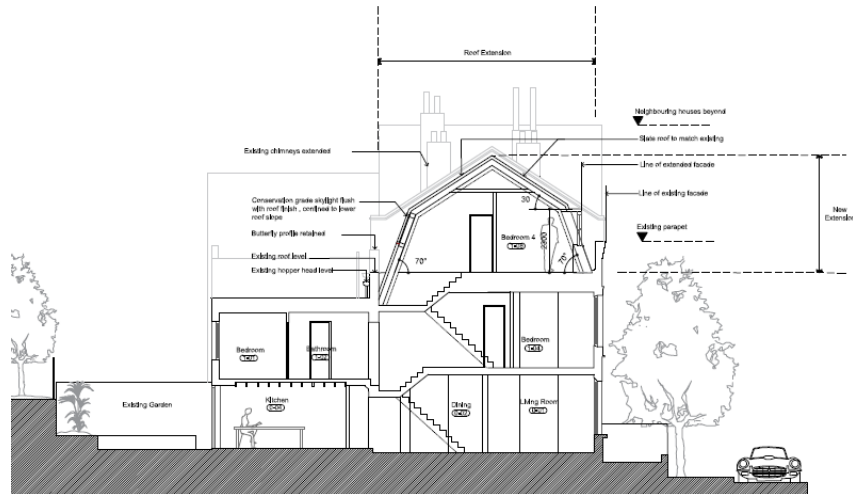 Roof Extension
Neighbouring houses beyond
Existing chimneys extended
Slate roof to match existing
Line of extended facade
Line of existing facade
New
Extension
Conservation grade skylight flush
with roof finish , confined to lower
roof slope
30
Existing parapet
Butterfly profile retained
Bedroom 4
2300
Existing roof level
70°
70°
Existing hopper head level
Bedroom
Bathroom
Bedroom
Existing Garden
Kitchen
Dining
Living Room